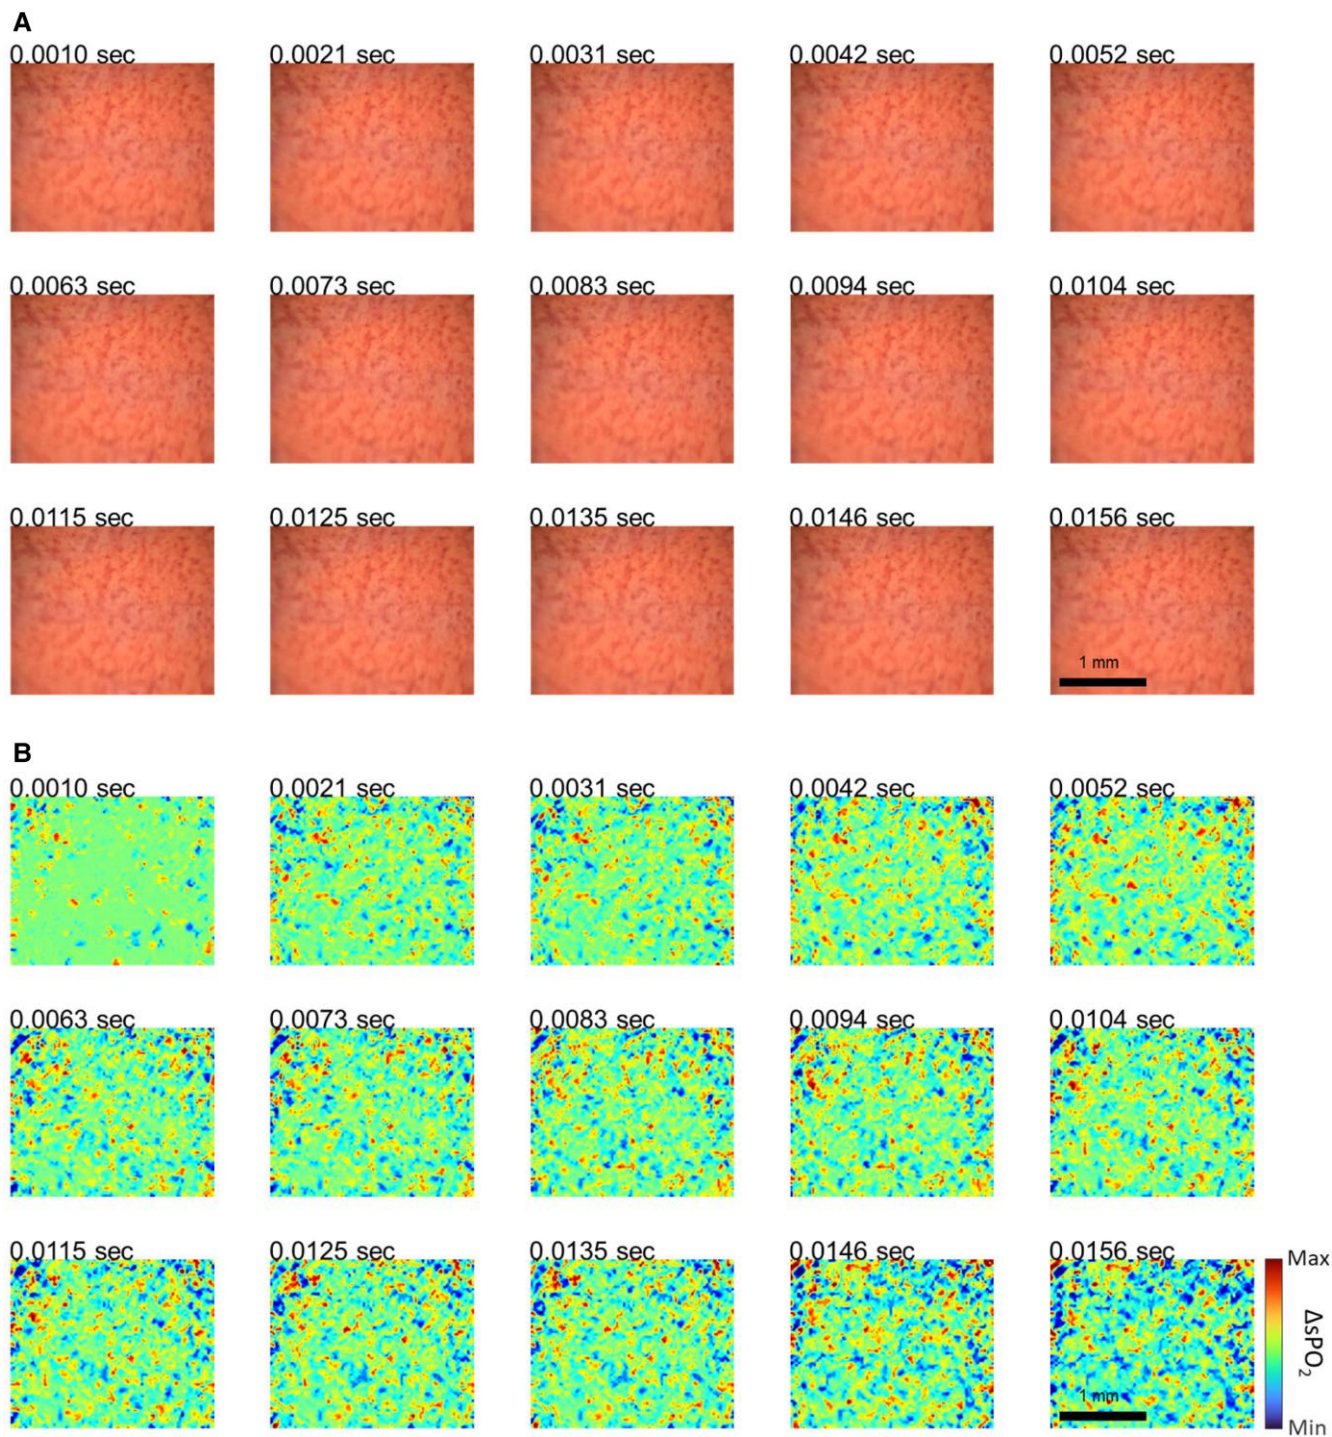 A
0.0010 sec 0.0021 sec 0.0031 sec 0.0042 sec 0.0052 sec
0.0063 sec 0.0073 sec 0.0083 sec 0.0094 sec 0.0104 sec
0.0115 sec 0.0125 sec 0.0135 sec 0.0146 sec 0.0156 sec
1 mm
B
0.0010 sec 0.0021 sec 0.0031 sec 0.0042 sec 0.0052 sec
0.0063 sec 0.0073 sec 0.0083 sec 0.0094 sec 0.0104 sec
0.0115 sec 0.0125 sec 0.0135 sec 0.0146 sec 0.0156 sec
Max
ΔsPO₂
1 mm
Min